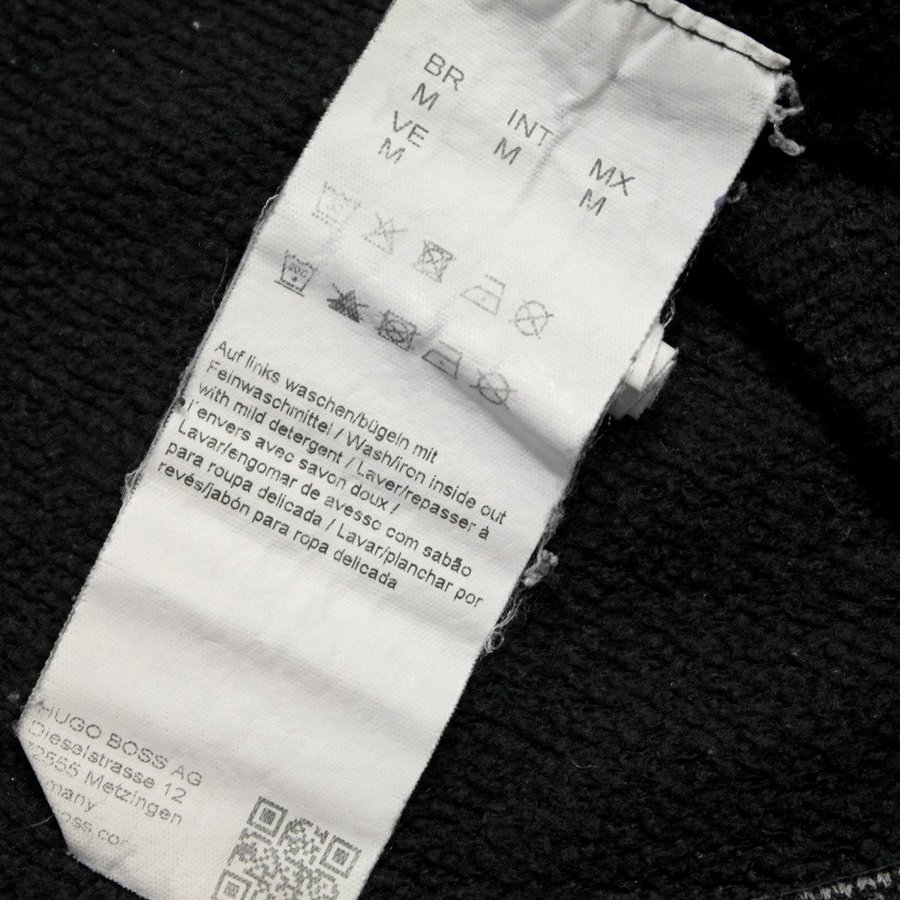 BR
M
VE
M
INT
M
MX
M
30°C
Auf links waschen/bügeln mit
Feinwaschmittel / Wash/iron inside out
with mild detergent / Laver/repasser à
l'envers avec savon doux /
Lavar/engomar de avesso com sabão
para roupa delicada / Lavar/planchar por
revés/jabón para ropa delicada
HUGO BOSS AG
Dieselstrasse 12
72555 Metzingen